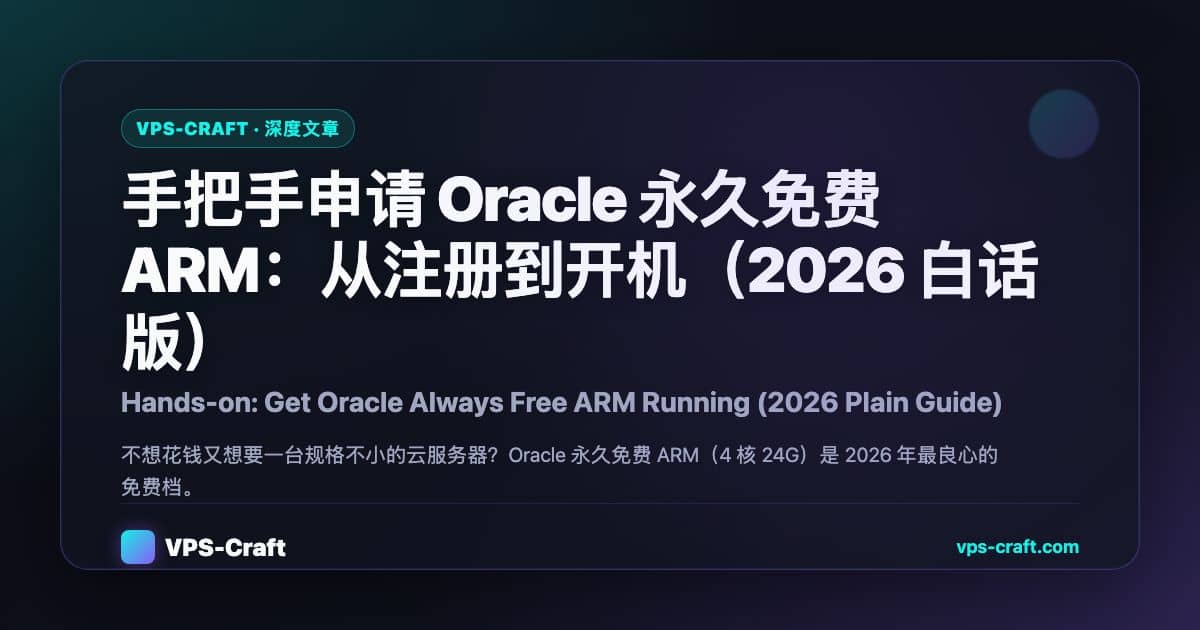 VPS-CRAFT · 深度文章
手把手申请 Oracle 永久免费
ARM：从注册到开机（2026 白话
版）
Hands-on: Get Oracle Always Free ARM Running (2026 Plain Guide)
不想花钱又想要一台规格不小的云服务器？Oracle 永久免费 ARM（4 核 24G）是 2026 年最良心的
免费档。
VPS-Craft
vps-craft.com